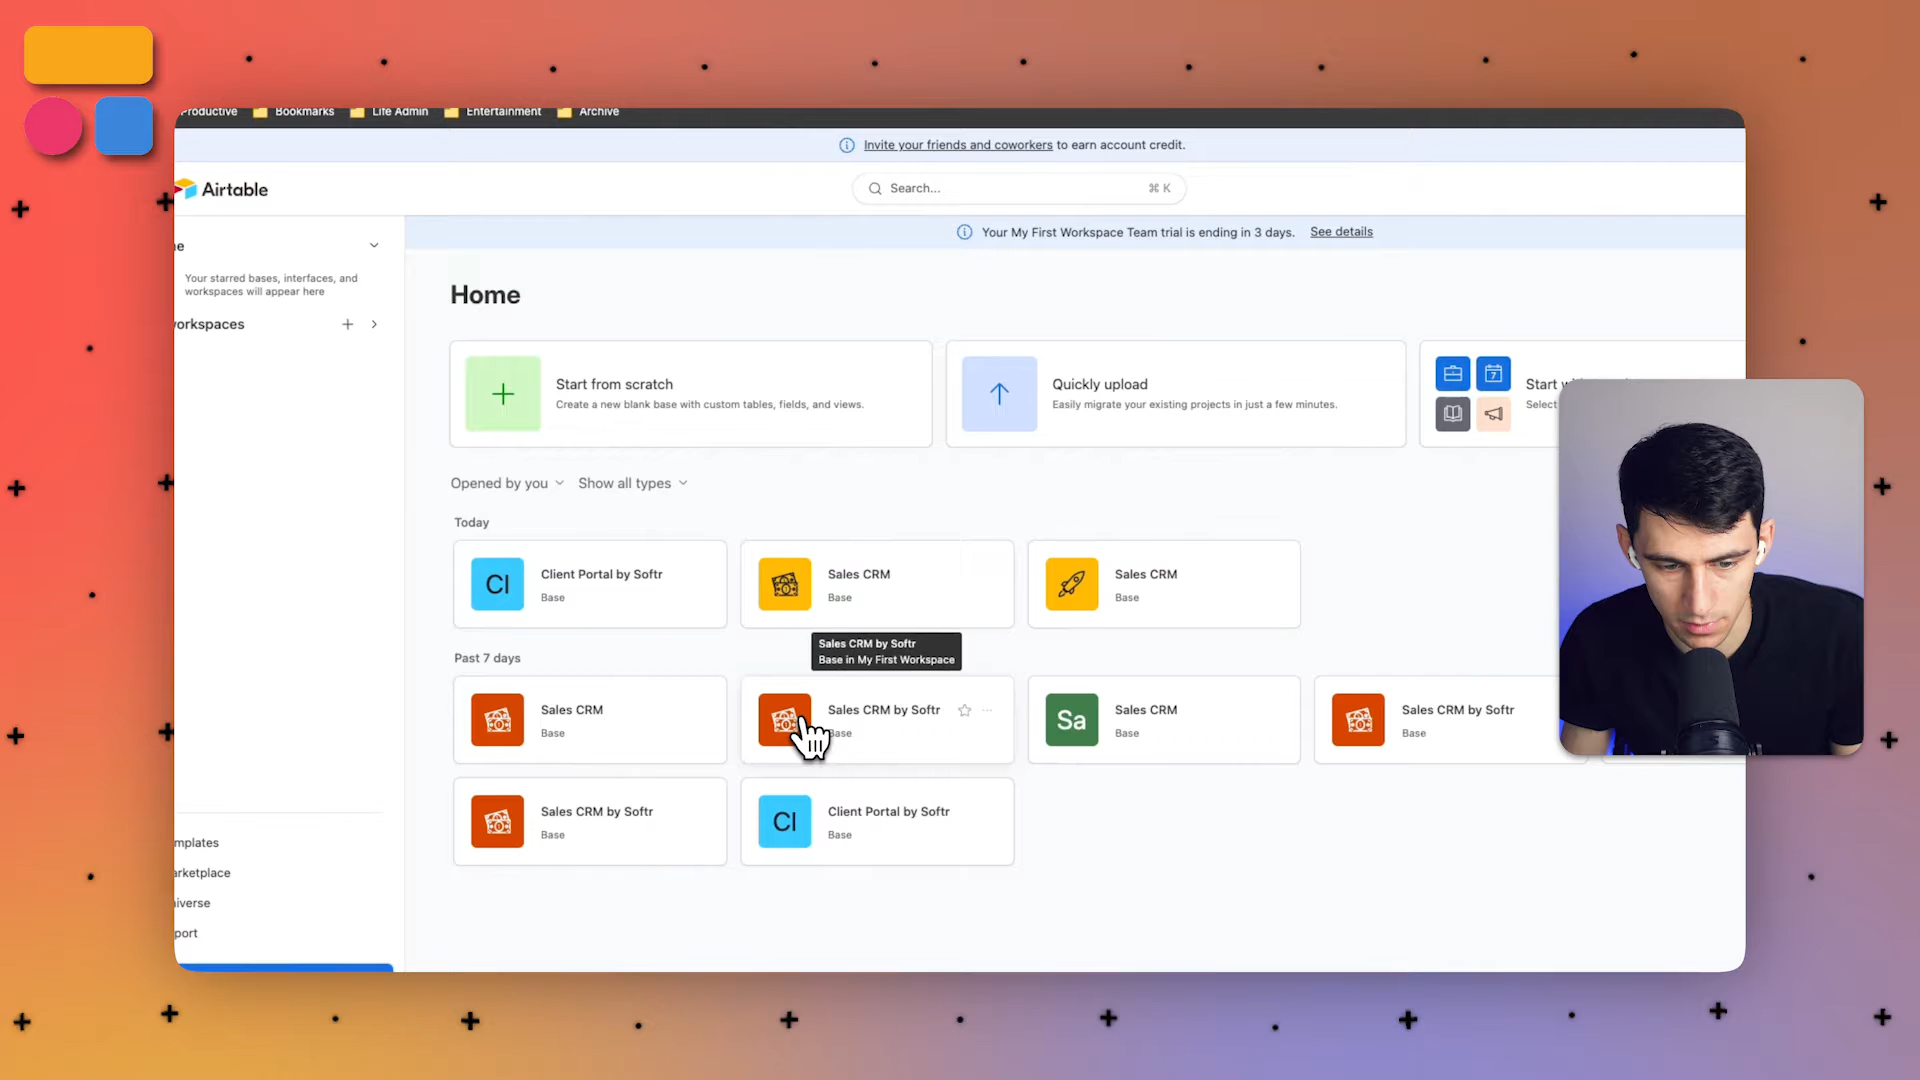 Productive
Bookmarks
Life Admin
Entertainment
Archive
Invite your friends and coworkers to earn account credit.
Airtable
Search...
⌘ K
Your My First Workspace Team trial is ending in 3 days. See details
Your starred bases, interfaces, and
workspaces will appear here
orkspaces
Home
Start from scratch
Create a new blank base with custom tables, fields, and views.
Quickly upload
Easily migrate your existing projects in just a few minutes.
7
Start
Select
Opened by you
Show all types
Today
CI
Client Portal by Softr
Base
Sales CRM
Base
Sales CRM
Base
Sales CRM by Softr
Base in My First Workspace
Past 7 days
Sales CRM
Base
Sales CRM by Softr
Base
Sa
Sales CRM
Base
Sales CRM by Softr
Base
Sales CRM by Softr
Base
CI
Client Portal by Softr
Base
mplates
arketplace
niverse
port